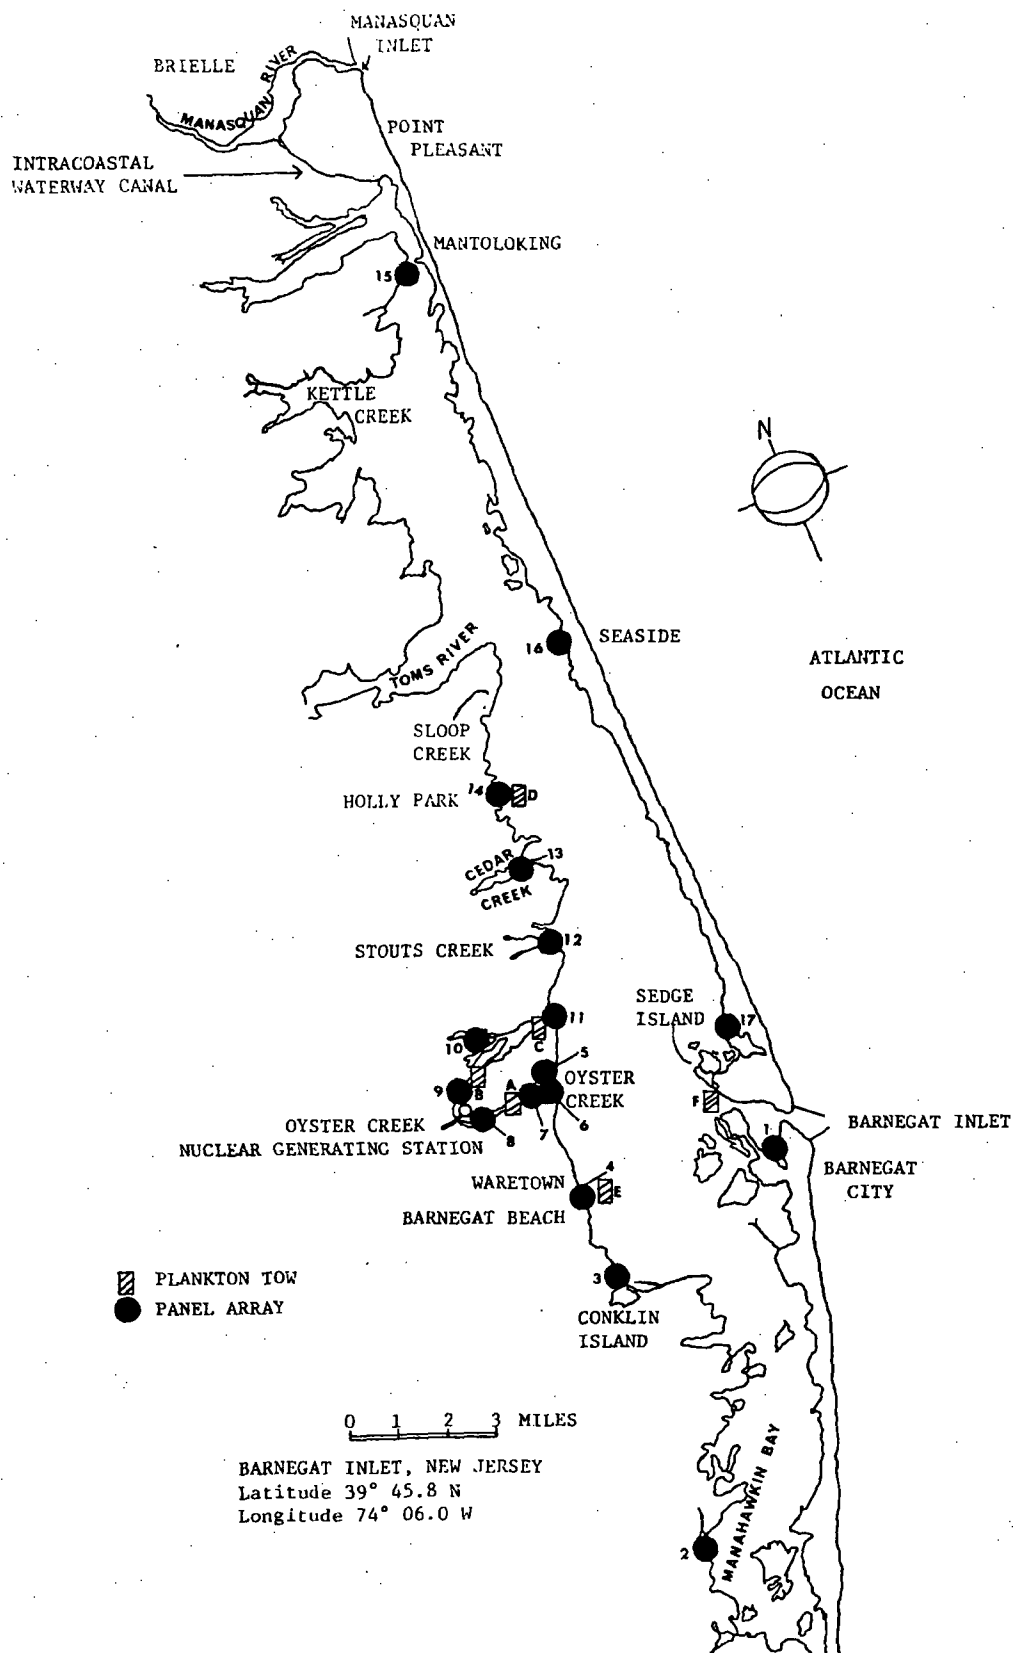 MANASQUAN
INLET
BRIELLE
MANASQUAN RIVER
POINT
PLEASANT
INTRACOASTAL
WATERWAY CANAL
MANTOLOKING
15
KETTLE
CREEK
N
16
SEASIDE
TOMS RIVER
ATLANTIC
OCEAN
SLOOP
CREEK
14
D
HOLLY PARK
13
CEDAR
CREEK
12
STOUTS CREEK
SEDGE
ISLAND
17
11
10
C
5
OYSTER
CREEK
9
B
A
F
6
7
8
OYSTER CREEK
NUCLEAR GENERATING STATION
BARNEGAT INLET
1
BARNEGAT
CITY
4
WARETOWN
E
BARNEGAT BEACH
3
CONKLIN
ISLAND
PLANKTON TOW
PANEL ARRAY
0 1 2 3 MILES
BARNEGAT INLET, NEW JERSEY
Latitude 39° 45.8 N
Longitude 74° 06.0 W
MANAHAWKIN BAY
2